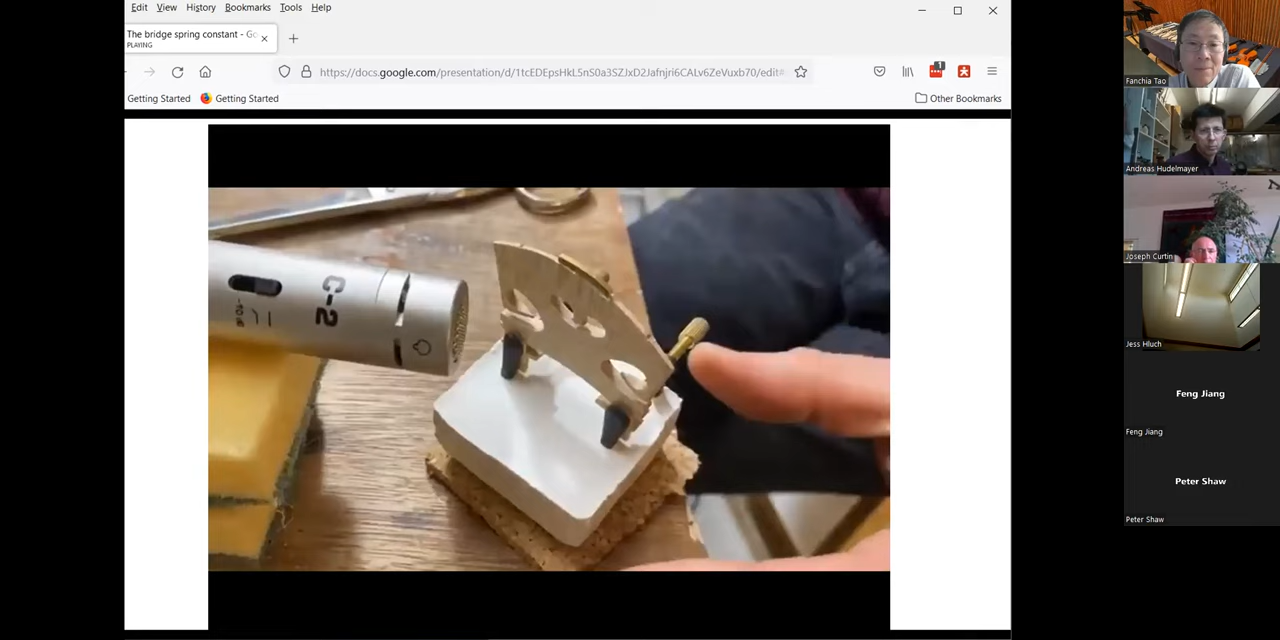 Edit View History Bookmarks Tools Help
The bridge spring constant - Go
PLAYING
https://docs.google.com/presentation/d/1tcEDEpsHkL5nS0a3SZJxD2Jafnjri6CALv6ZeVuxb70/edit#
1
Getting Started Getting Started Other Bookmarks
C-2
Fanchia Tao
Andreas Hudelmayer
Joseph Curtin
Jess Hluch
Feng Jiang
Feng Jiang
Peter Shaw
Peter Shaw